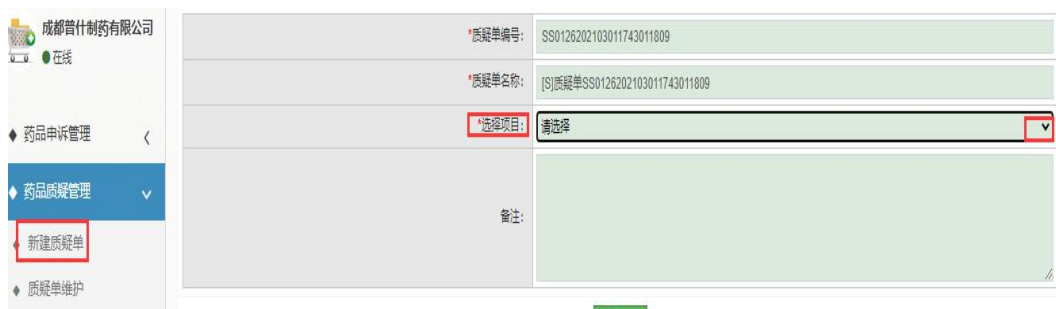 成都普什制药有限公司
在线
药品申诉管理
药品质疑管理
新建质疑单
质疑单维护
*质疑单编号: SS0126202103011743011809
*质疑单名称: [S]质疑单SS0126202103011743011809
*选择项目: 请选择
备注: